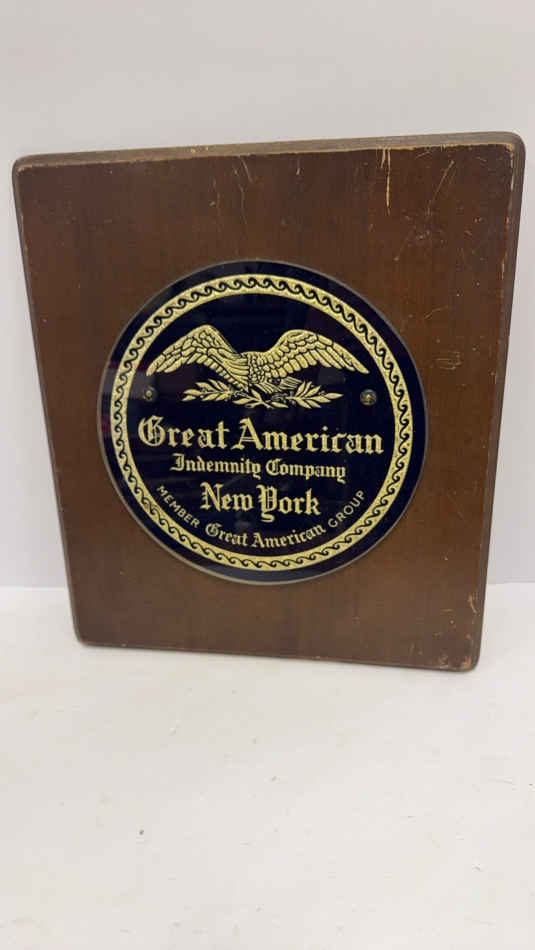 Great American
Indemnity Company
New York
MEMBER Great American GROUP